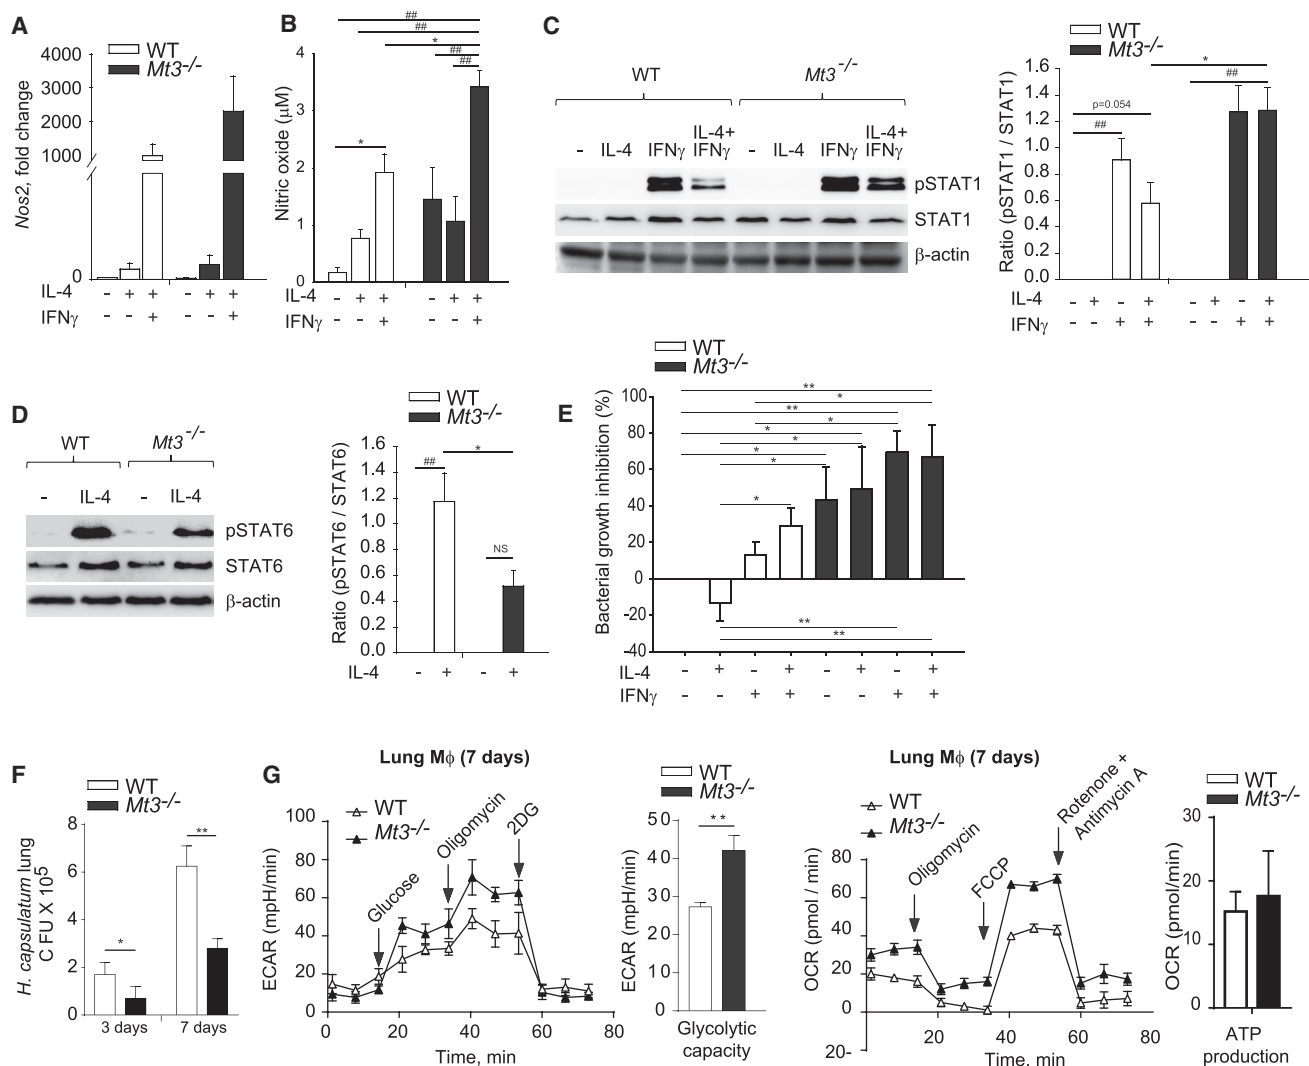 A
WT
Mt3-/-
Nos2, fold change
4000
3000
2000
1000
0
IL-4 - + + - + +
IFNγ - - + - - +
B
##
##
*
##
##
*
Nitric oxide (μM)
4
3
2
1
0
IL-4 - + + - + +
IFNγ - - + - - +
C
WT
Mt3-/-
IL-4+ IL-4+
- IL-4 IFNγ IFNγ - IL-4 IFNγ IFNγ
pSTAT1
STAT1
β-actin
WT
Mt3-/-
*
##
p=0.054
##
Ratio (pSTAT1 / STAT1)
1.6
1.4
1.2
1.0
0.8
0.6
0.4
0.2
0.0
IL-4 - + - + - + - +
IFNγ - - + + - - + +
D
WT
Mt3-/-
- IL-4 - IL-4
pSTAT6
STAT6
β-actin
WT
Mt3-/-
*
##
NS
Ratio (pSTAT6 / STAT6)
1.6
1.4
1.2
1.0
0.8
0.6
0.4
0.2
0.0
IL-4 - + - +
E
WT
Mt3-/-
**
*
**
*
*
*
*
*
*
**
**
Bacterial growth inhibition (%)
100
80
60
40
20
0
-20
-40
IL-4 - + - + - + - +
IFNγ - - + + - - + +
F
WT
Mt3-/-
H. capsulatum lung
C FU X 105
8
6
4
2
0
*
**
3 days 7 days
G
Lung Mϕ (7 days)
WT
Mt3-/-
Glucose
Oligomycin
2DG
ECAR (mpH/min)
100
80
60
40
20
0
0 20 40 60 80
Time, min
WT
Mt3-/-
**
ECAR (mpH/min)
50
40
30
20
10
0
Glycolytic
capacity
Lung Mϕ (7 days)
WT
Mt3-/-
Oligomycin
FCCP
Rotenone +
Antimycin A
OCR (pmol / min)
80
60
40
20
0
20-
20 40 60 80
Time, min
WT
Mt3-/-
OCR (pmol/min)
30
20
10
0
ATP
production